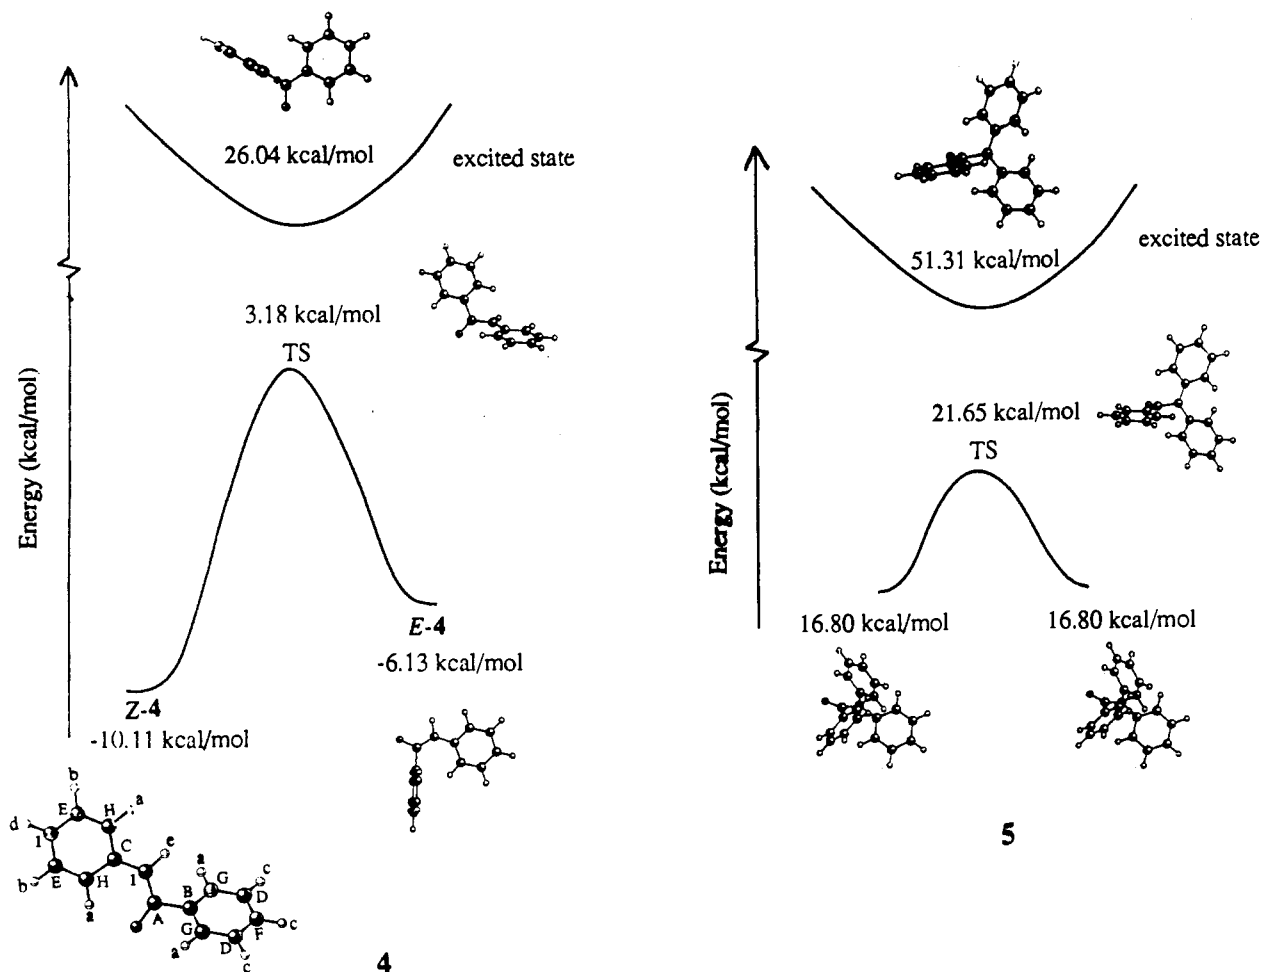 26.04 kcal/mol
excited state
3.18 kcal/mol
TS
Energy (kcal/mol)
E-4
-6.13 kcal/mol
Z-4
-10.11 kcal/mol
b
E
H
a
d
I
C
e
E
H
I
b
a
a
c
G
B
D
A
F
c
G
D
a
c
4
51.31 kcal/mol
excited state
21.65 kcal/mol
TS
Energy (kcal/mol)
16.80 kcal/mol
16.80 kcal/mol
5